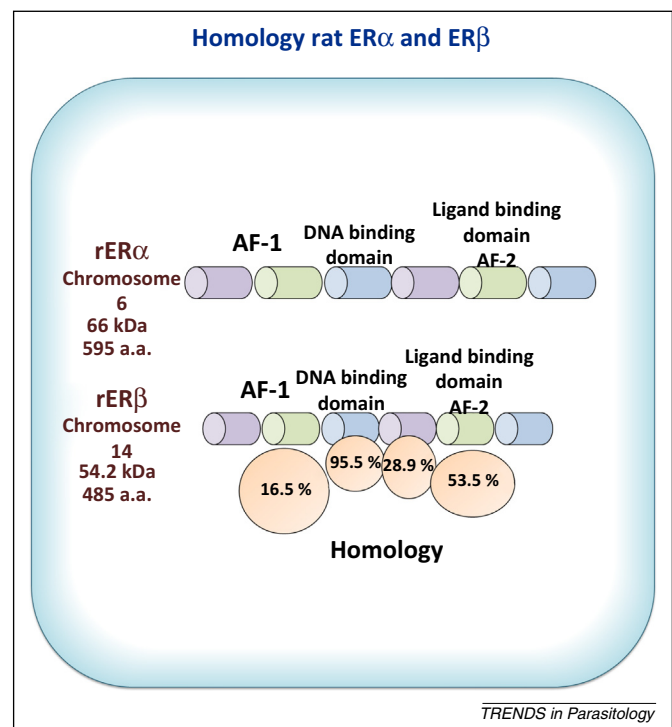 Homology rat ERα and ERβ
rERα
Chromosome
6
66 kDa
595 a.a.
AF-1
DNA binding
domain
Ligand binding
domain
AF-2
rERβ
Chromosome
14
54.2 kDa
485 a.a.
AF-1
DNA binding
domain
Ligand binding
domain
AF-2
16.5 %
95.5 %
28.9 %
53.5 %
Homology
TRENDS in Parasitology